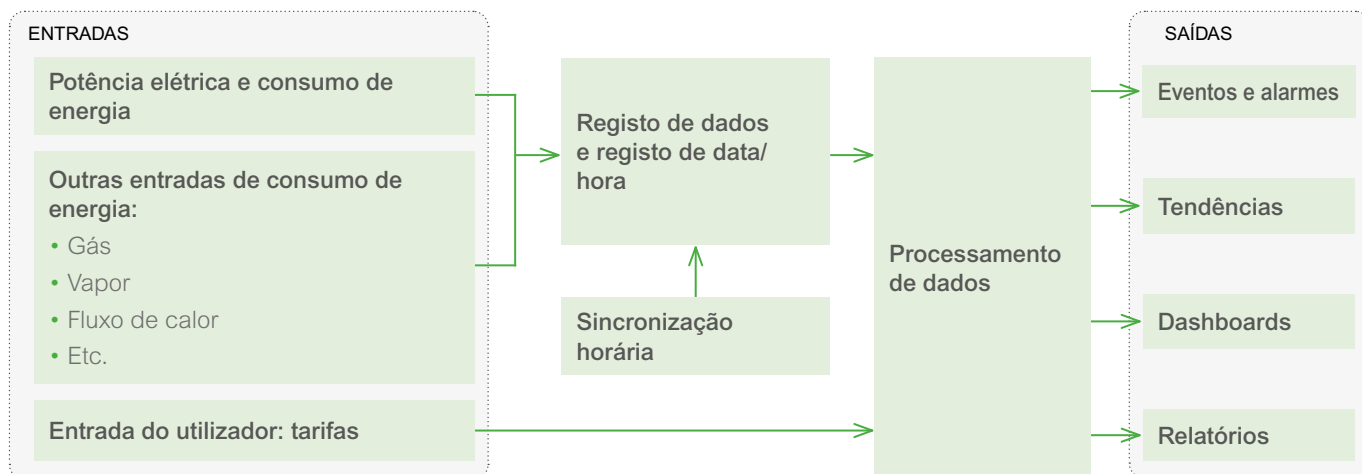 ENTRADAS
Potência elétrica e consumo de
energia
Outras entradas de consumo de
energia:
• Gás
• Vapor
• Fluxo de calor
• Etc.
Entrada do utilizador: tarifas
Registo de dados
e registo de data/
hora
Sincronização
horária
Processamento
de dados
SAÍDAS
Eventos e alarmes
Tendências
Dashboards
Relatórios